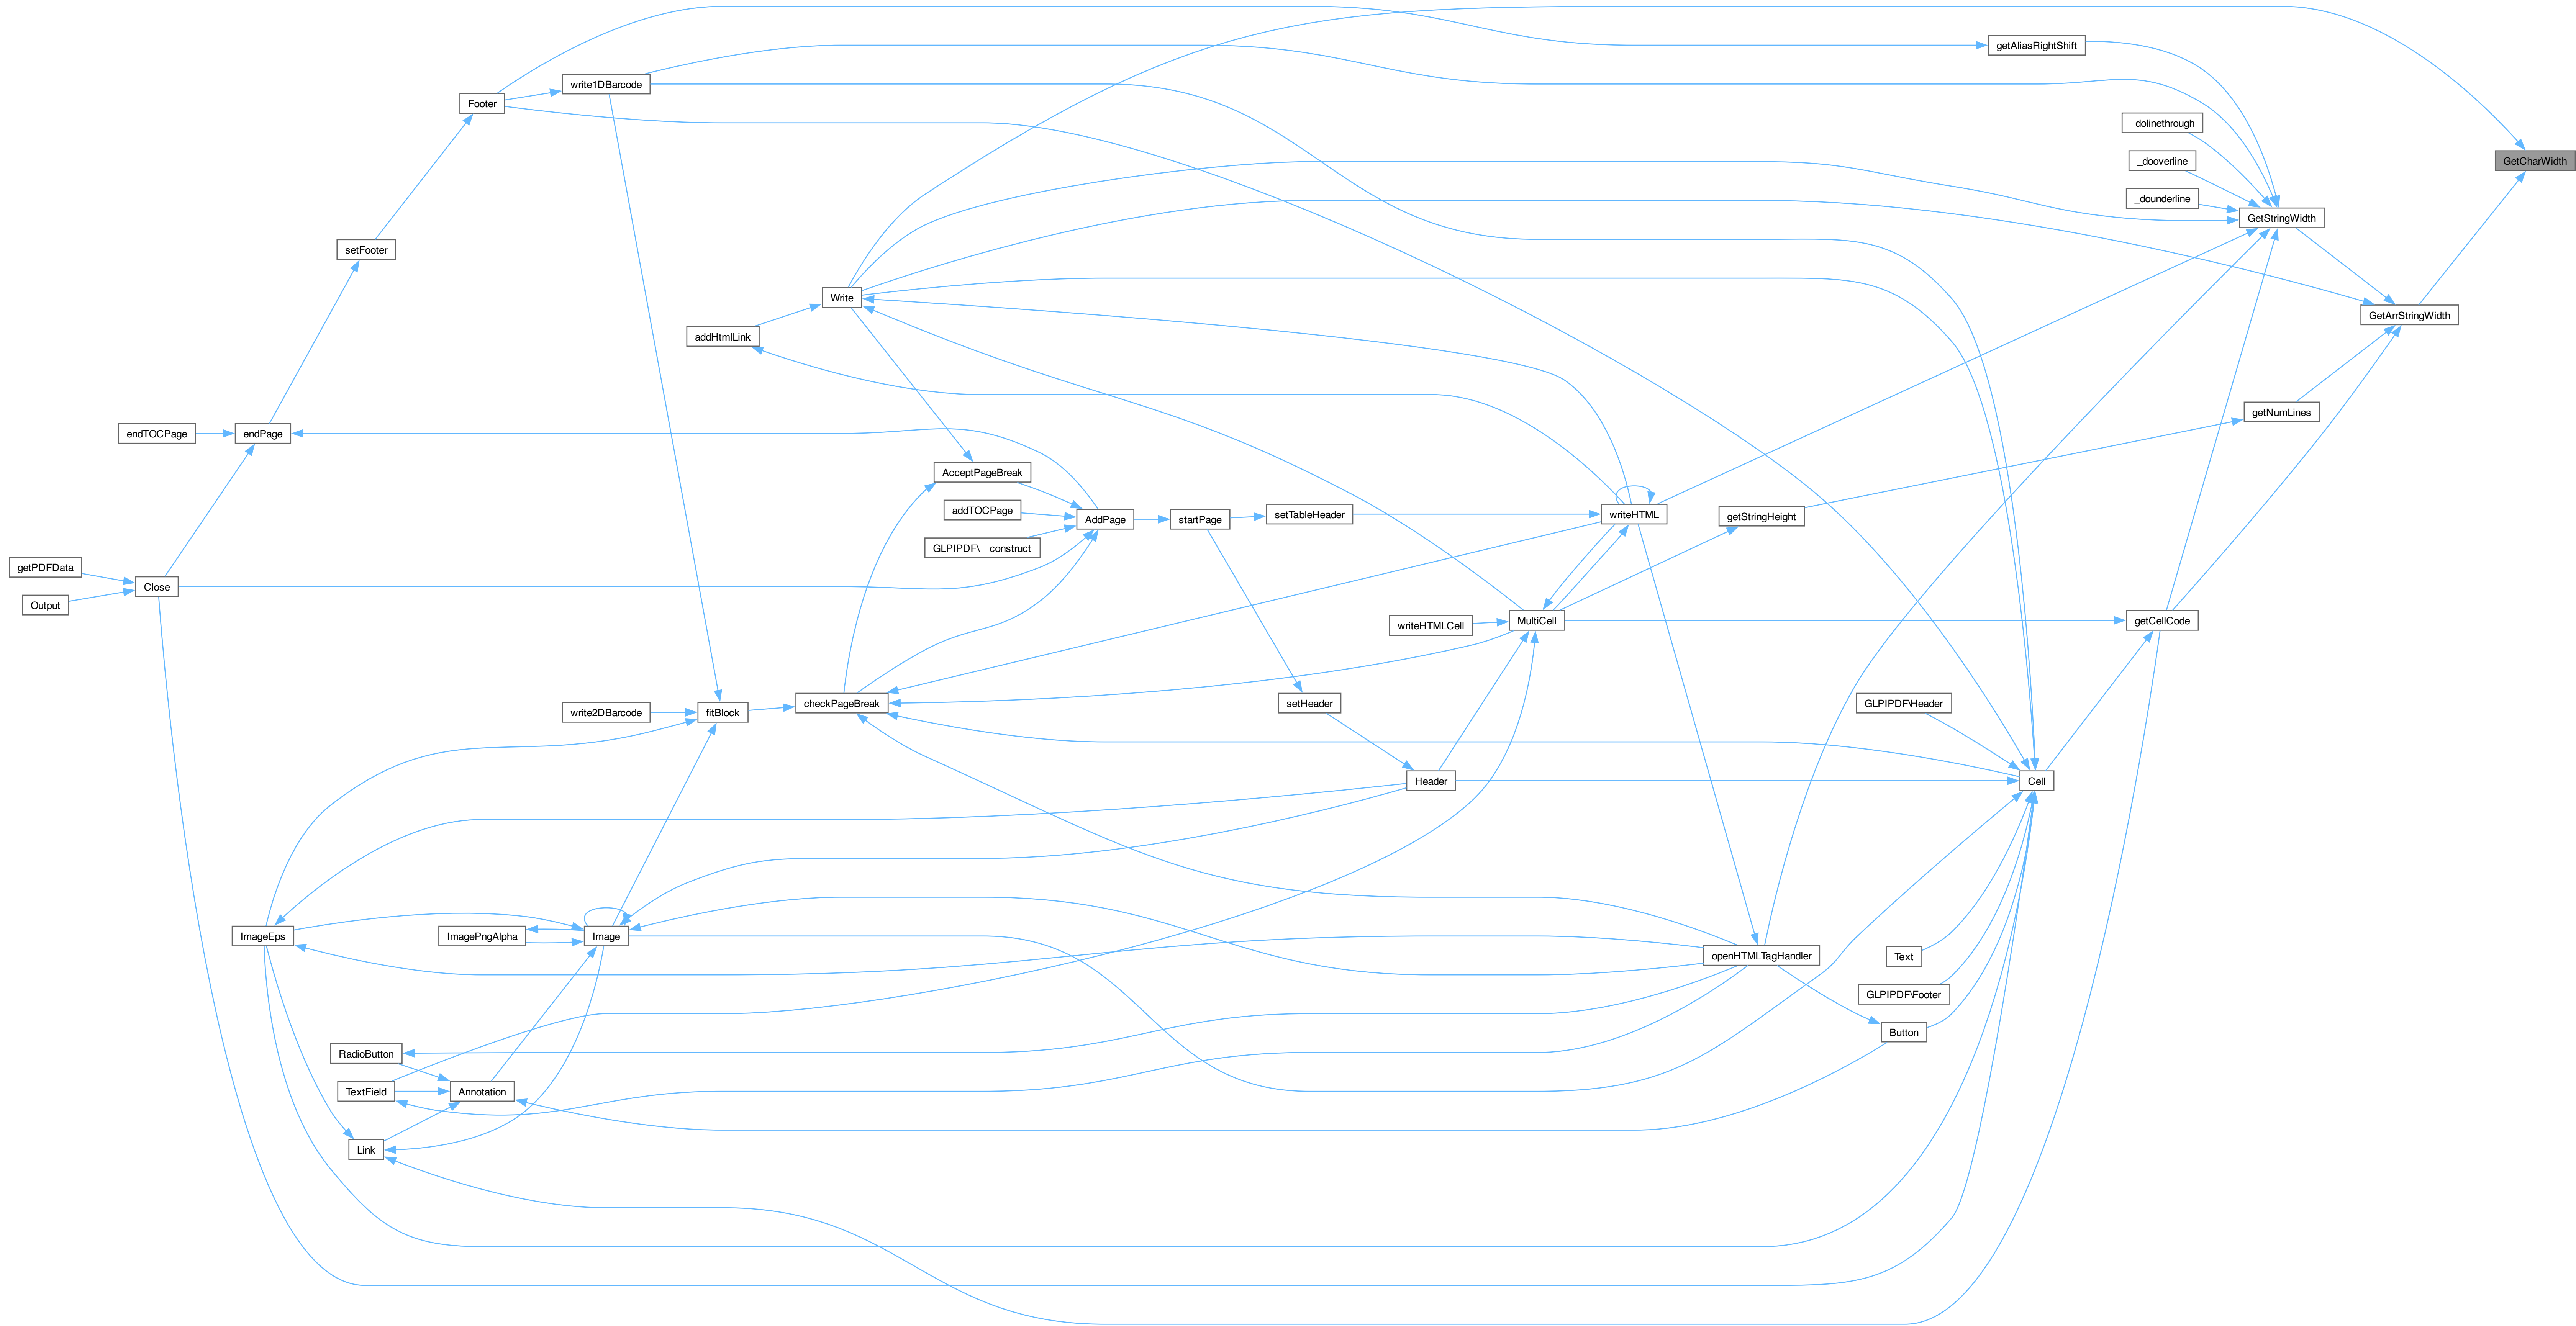 getAliasRightShift
write1DBarcode
Footer
_dolinethrough
_dooverline
GetCharWidth
_dounderline
GetStringWidth
setFooter
Write
GetArrStringWidth
addHtmlLink
getNumLines
endTOCPage
endPage
AcceptPageBreak
addTOCPage
AddPage
startPage
setTableHeader
writeHTML
getStringHeight
GLPIPDF\__construct
getPDFData
Close
Output
writeHTMLCell
MultiCell
getCellCode
checkPageBreak
setHeader
GLPIPDF\Header
write2DBarcode
fitBlock
Header
Cell
ImageEps
ImagePngAlpha
Image
openHTMLTagHandler
Text
GLPIPDF\Footer
Button
RadioButton
TextField
Annotation
Link